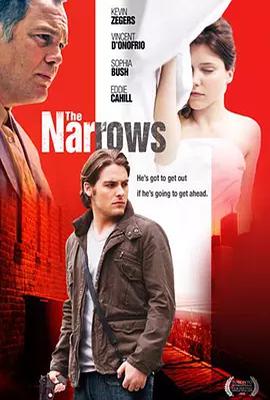 KEVIN
ZEGERS
VINCENT
D'ONOFRIO
SOPHIA
BUSH
EDDIE
CAHILL
The
Narrows
He's got to get out
if he's going to get ahead.